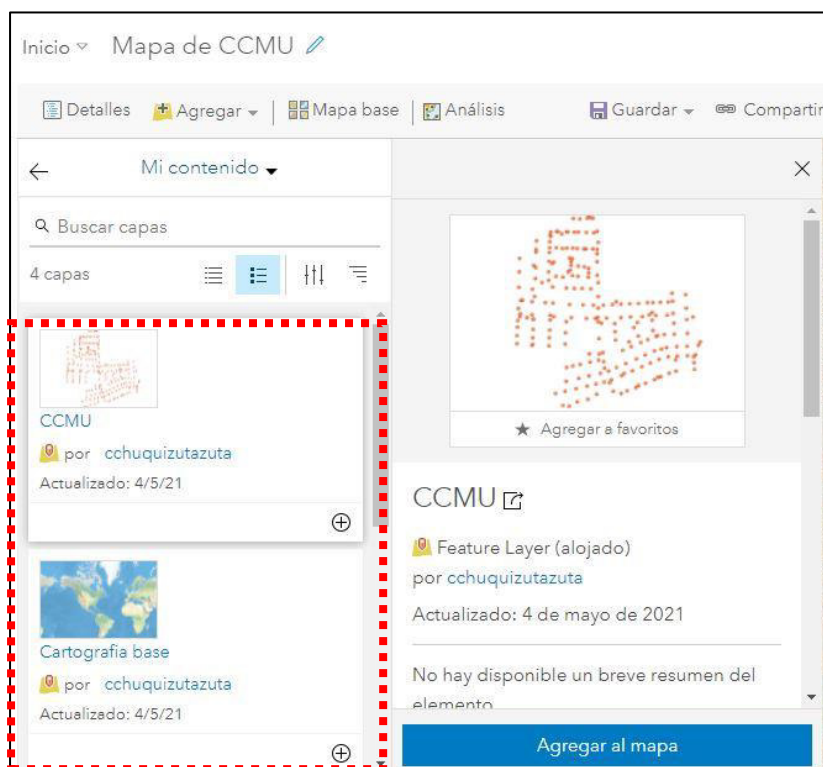 Inicio Mapa de CCMU
Detalles Agregar Mapa base Análisis Guardar Compartir
Mi contenido
Buscar capas
4 capas
CCMU
por cchuquizutazuta
Actualizado: 4/5/21
Cartografia base
por cchuquizutazuta
Actualizado: 4/5/21
Agregar a favoritos
CCMU
Feature Layer (alojado)
por cchuquizutazuta
Actualizado: 4 de mayo de 2021
No hay disponible un breve resumen del
elemento
Agregar al mapa